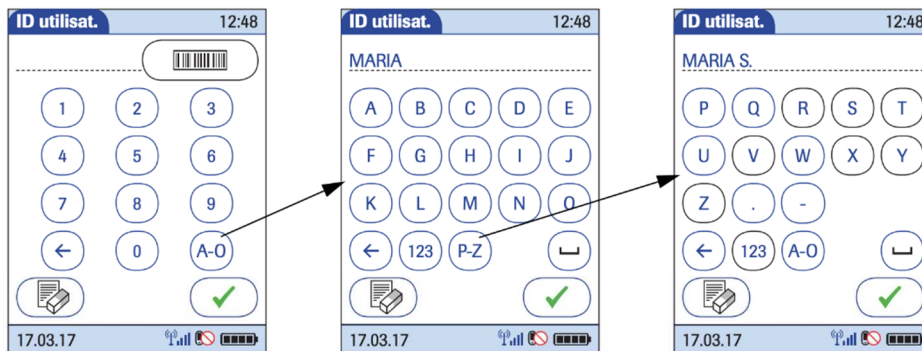 ID utilisat. 12:48
1 2 3
4 5 6
7 8 9
0 A-O
17.03.17
ID utilisat. 12:48
MARIA
A B C D E
F G H I J
K L M N O
123 P-Z
17.03.17
ID utilisat. 12:48
MARIA S.
P Q R S T
U V W X Y
Z . -
123 A-O
17.03.17